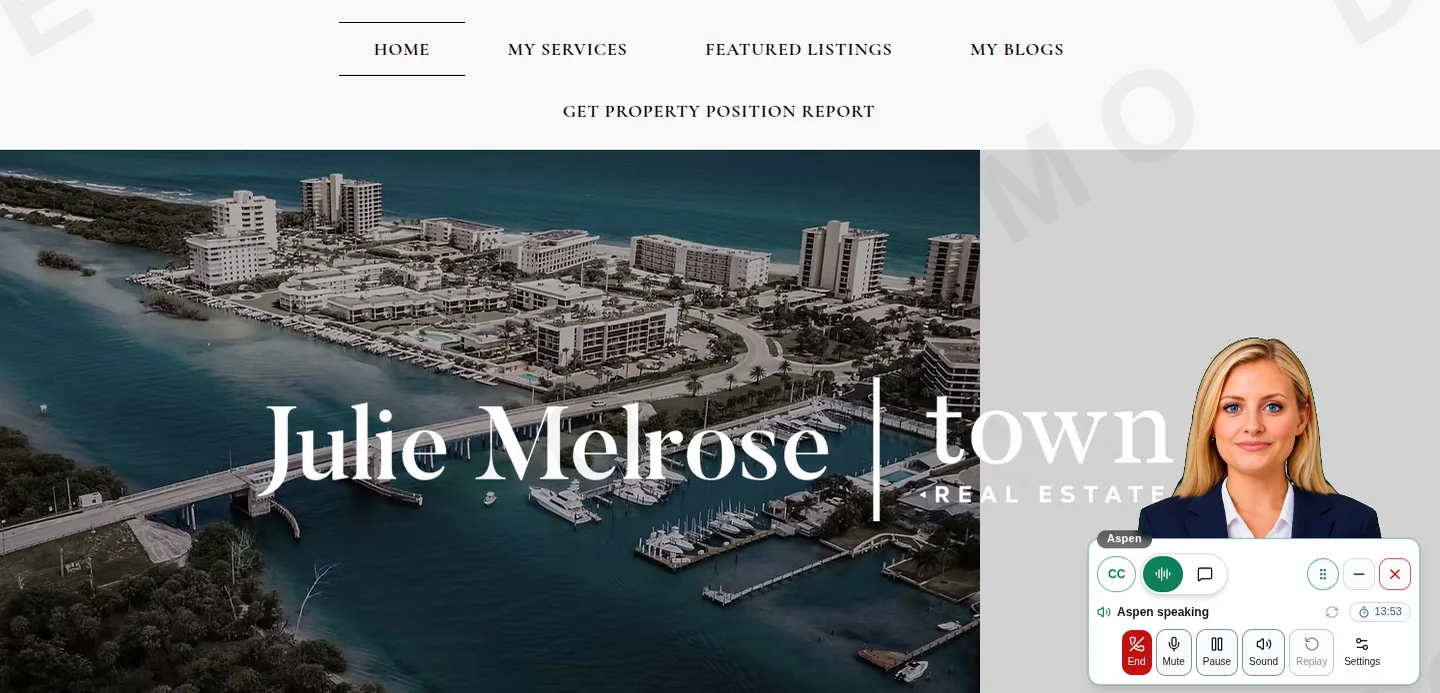 HOME MY SERVICES FEATURED LISTINGS MY BLOGS
GET PROPERTY POSITION REPORT
DEMO
Julie Melrose | town
REAL ESTATE
Aspen
CC
Aspen speaking 13:53
End Mute Pause Sound Replay Settings